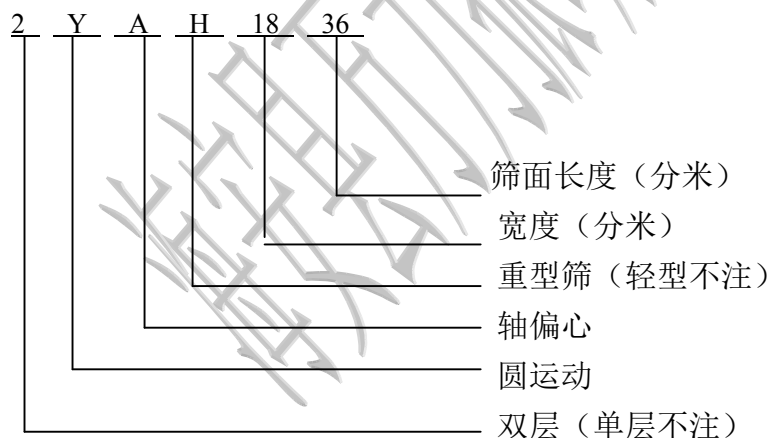 2 Y A H 18 36
筛面长度（分米）
宽度（分米）
重型筛（轻型不注）
轴偏心
圆运动
双层（单层不注）